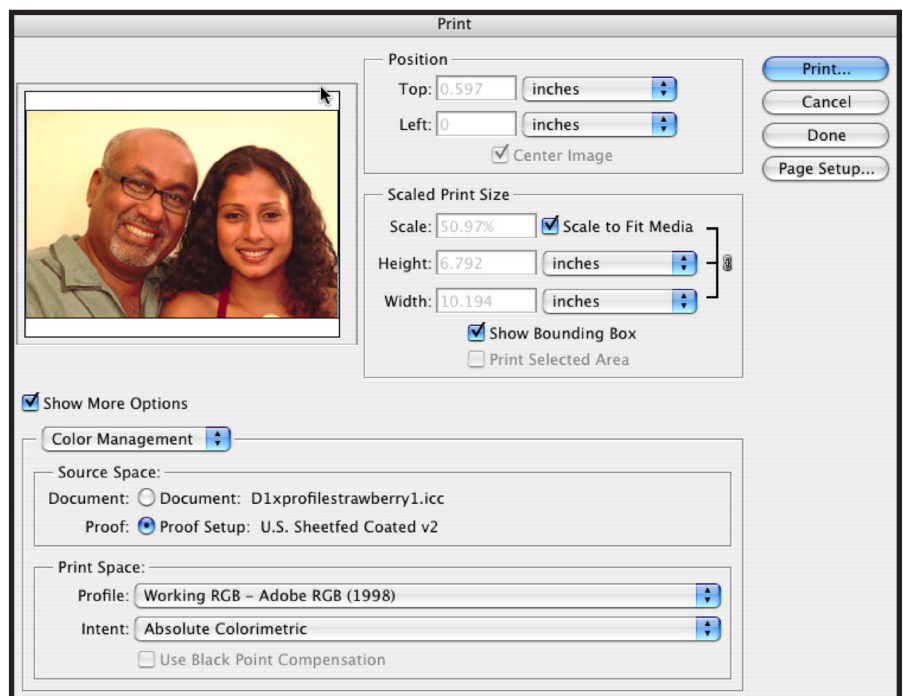 Print
Position
Top: 0.597 inches
Left: 0 inches
Center Image
Print...
Cancel
Done
Page Setup...
Scaled Print Size
Scale: 50.97% Scale to Fit Media
Height: 6.792 inches
Width: 10.194 inches
Show Bounding Box
Print Selected Area
Show More Options
Color Management
Source Space:
Document: Document: D1xprofilestrawberry1.icc
Proof: Proof Setup: U.S. Sheetfed Coated v2
Print Space:
Profile: Working RGB - Adobe RGB (1998)
Intent: Absolute Colorimetric
Use Black Point Compensation